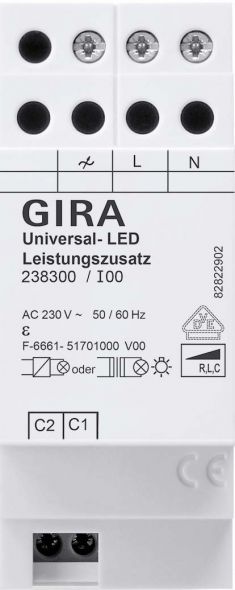 L N
GIRA
Universal- LED
Leistungszusatz
238300 / I00
82822902
AC 230 V ~ 50 / 60 Hz
ε
F-6661- 51701000 V00
oder
VDE
R,L,C
C2 C1
CE